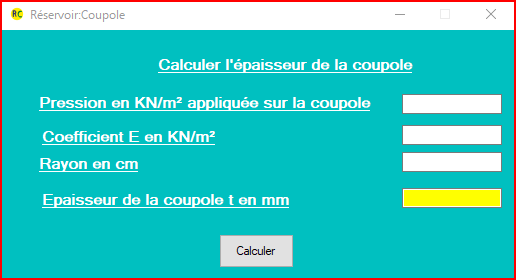 RC Réservoir:Coupole
Calculer l'épaisseur de la coupole
Pression en KN/m² appliquée sur la coupole
Coefficient E en KN/m²
Rayon en cm
Epaisseur de la coupole t en mm
Calculer